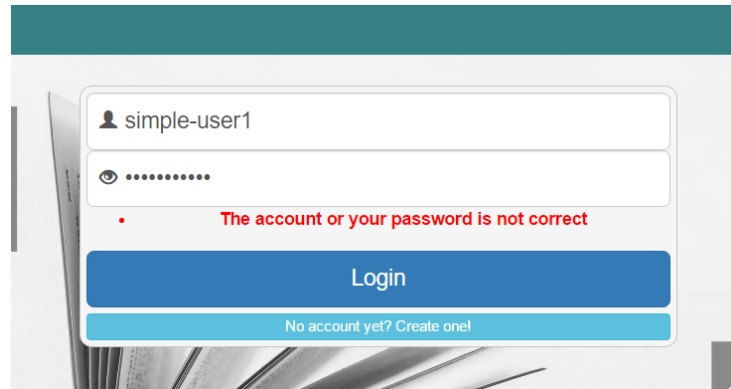 simple-user1
•••••••••••
The account or your password is not correct
Login
No account yet? Create one!